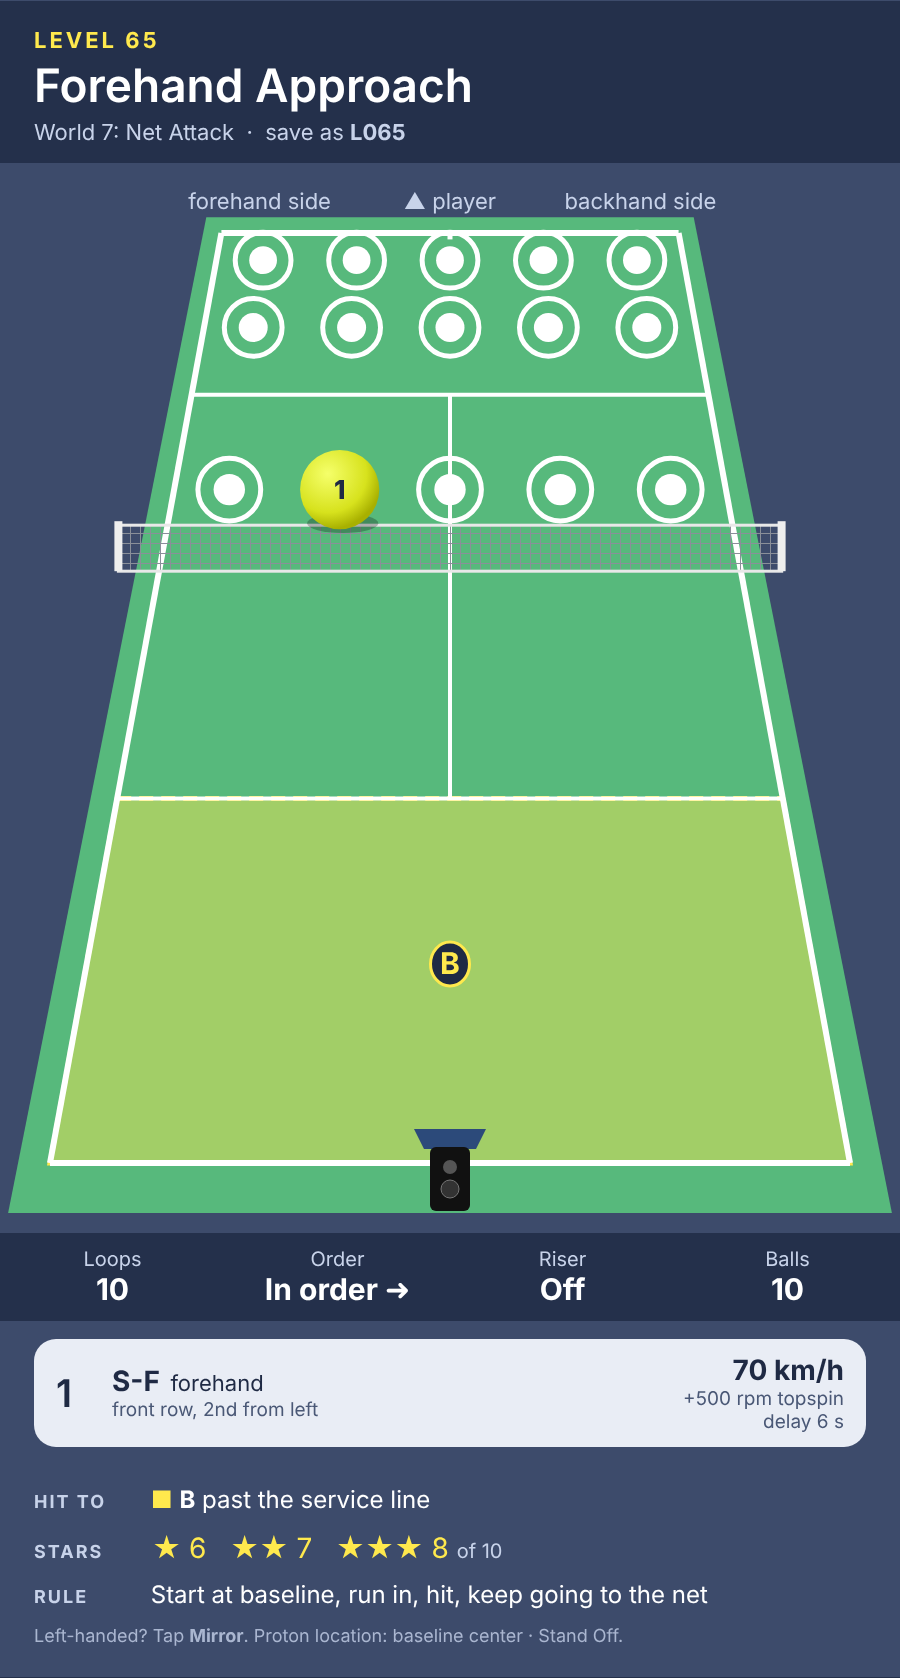 LEVEL 65
Forehand Approach
World 7: Net Attack · save as L065
forehand side ▲ player backhand side
1
B
Loops Order Riser Balls
10 In order ➜ Off 10
1 S-F forehand 70 km/h
front row, 2nd from left +500 rpm topspin
delay 6 s
HIT TO ■ B past the service line
STARS ★ 6 ★★ 7 ★★★ 8 of 10
RULE Start at baseline, run in, hit, keep going to the net
Left-handed? Tap Mirror. Proton location: baseline center · Stand Off.